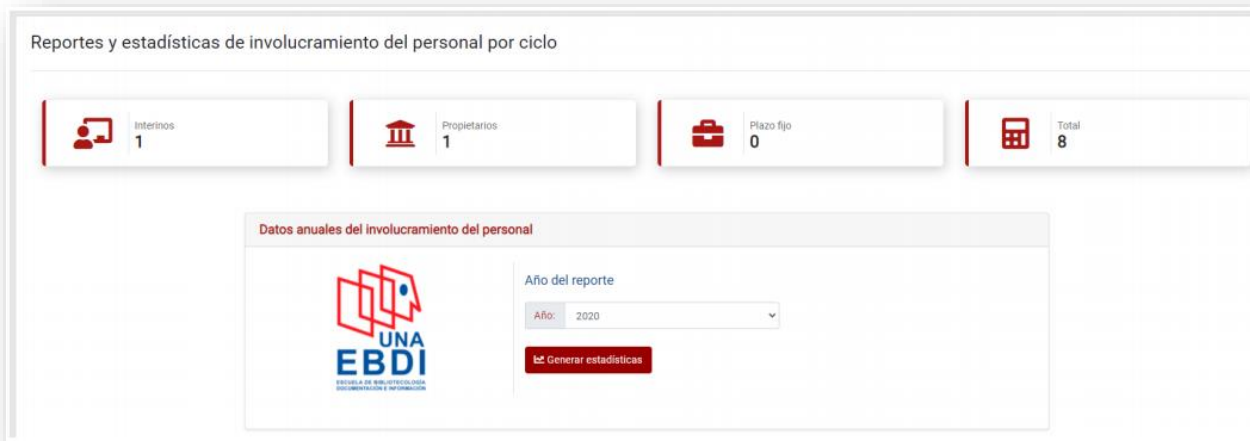 Reportes y estadísticas de involucramiento del personal por ciclo
Interinos
1
Propietarios
1
Plazo fijo
0
Total
8
Datos anuales del involucramiento del personal
UNA
EBDI
ESCUELA DE BIBLIOTECOLOGÍA
DOCUMENTACIÓN E INFORMACIÓN
Año del reporte
Año: 2020
Generar estadísticas